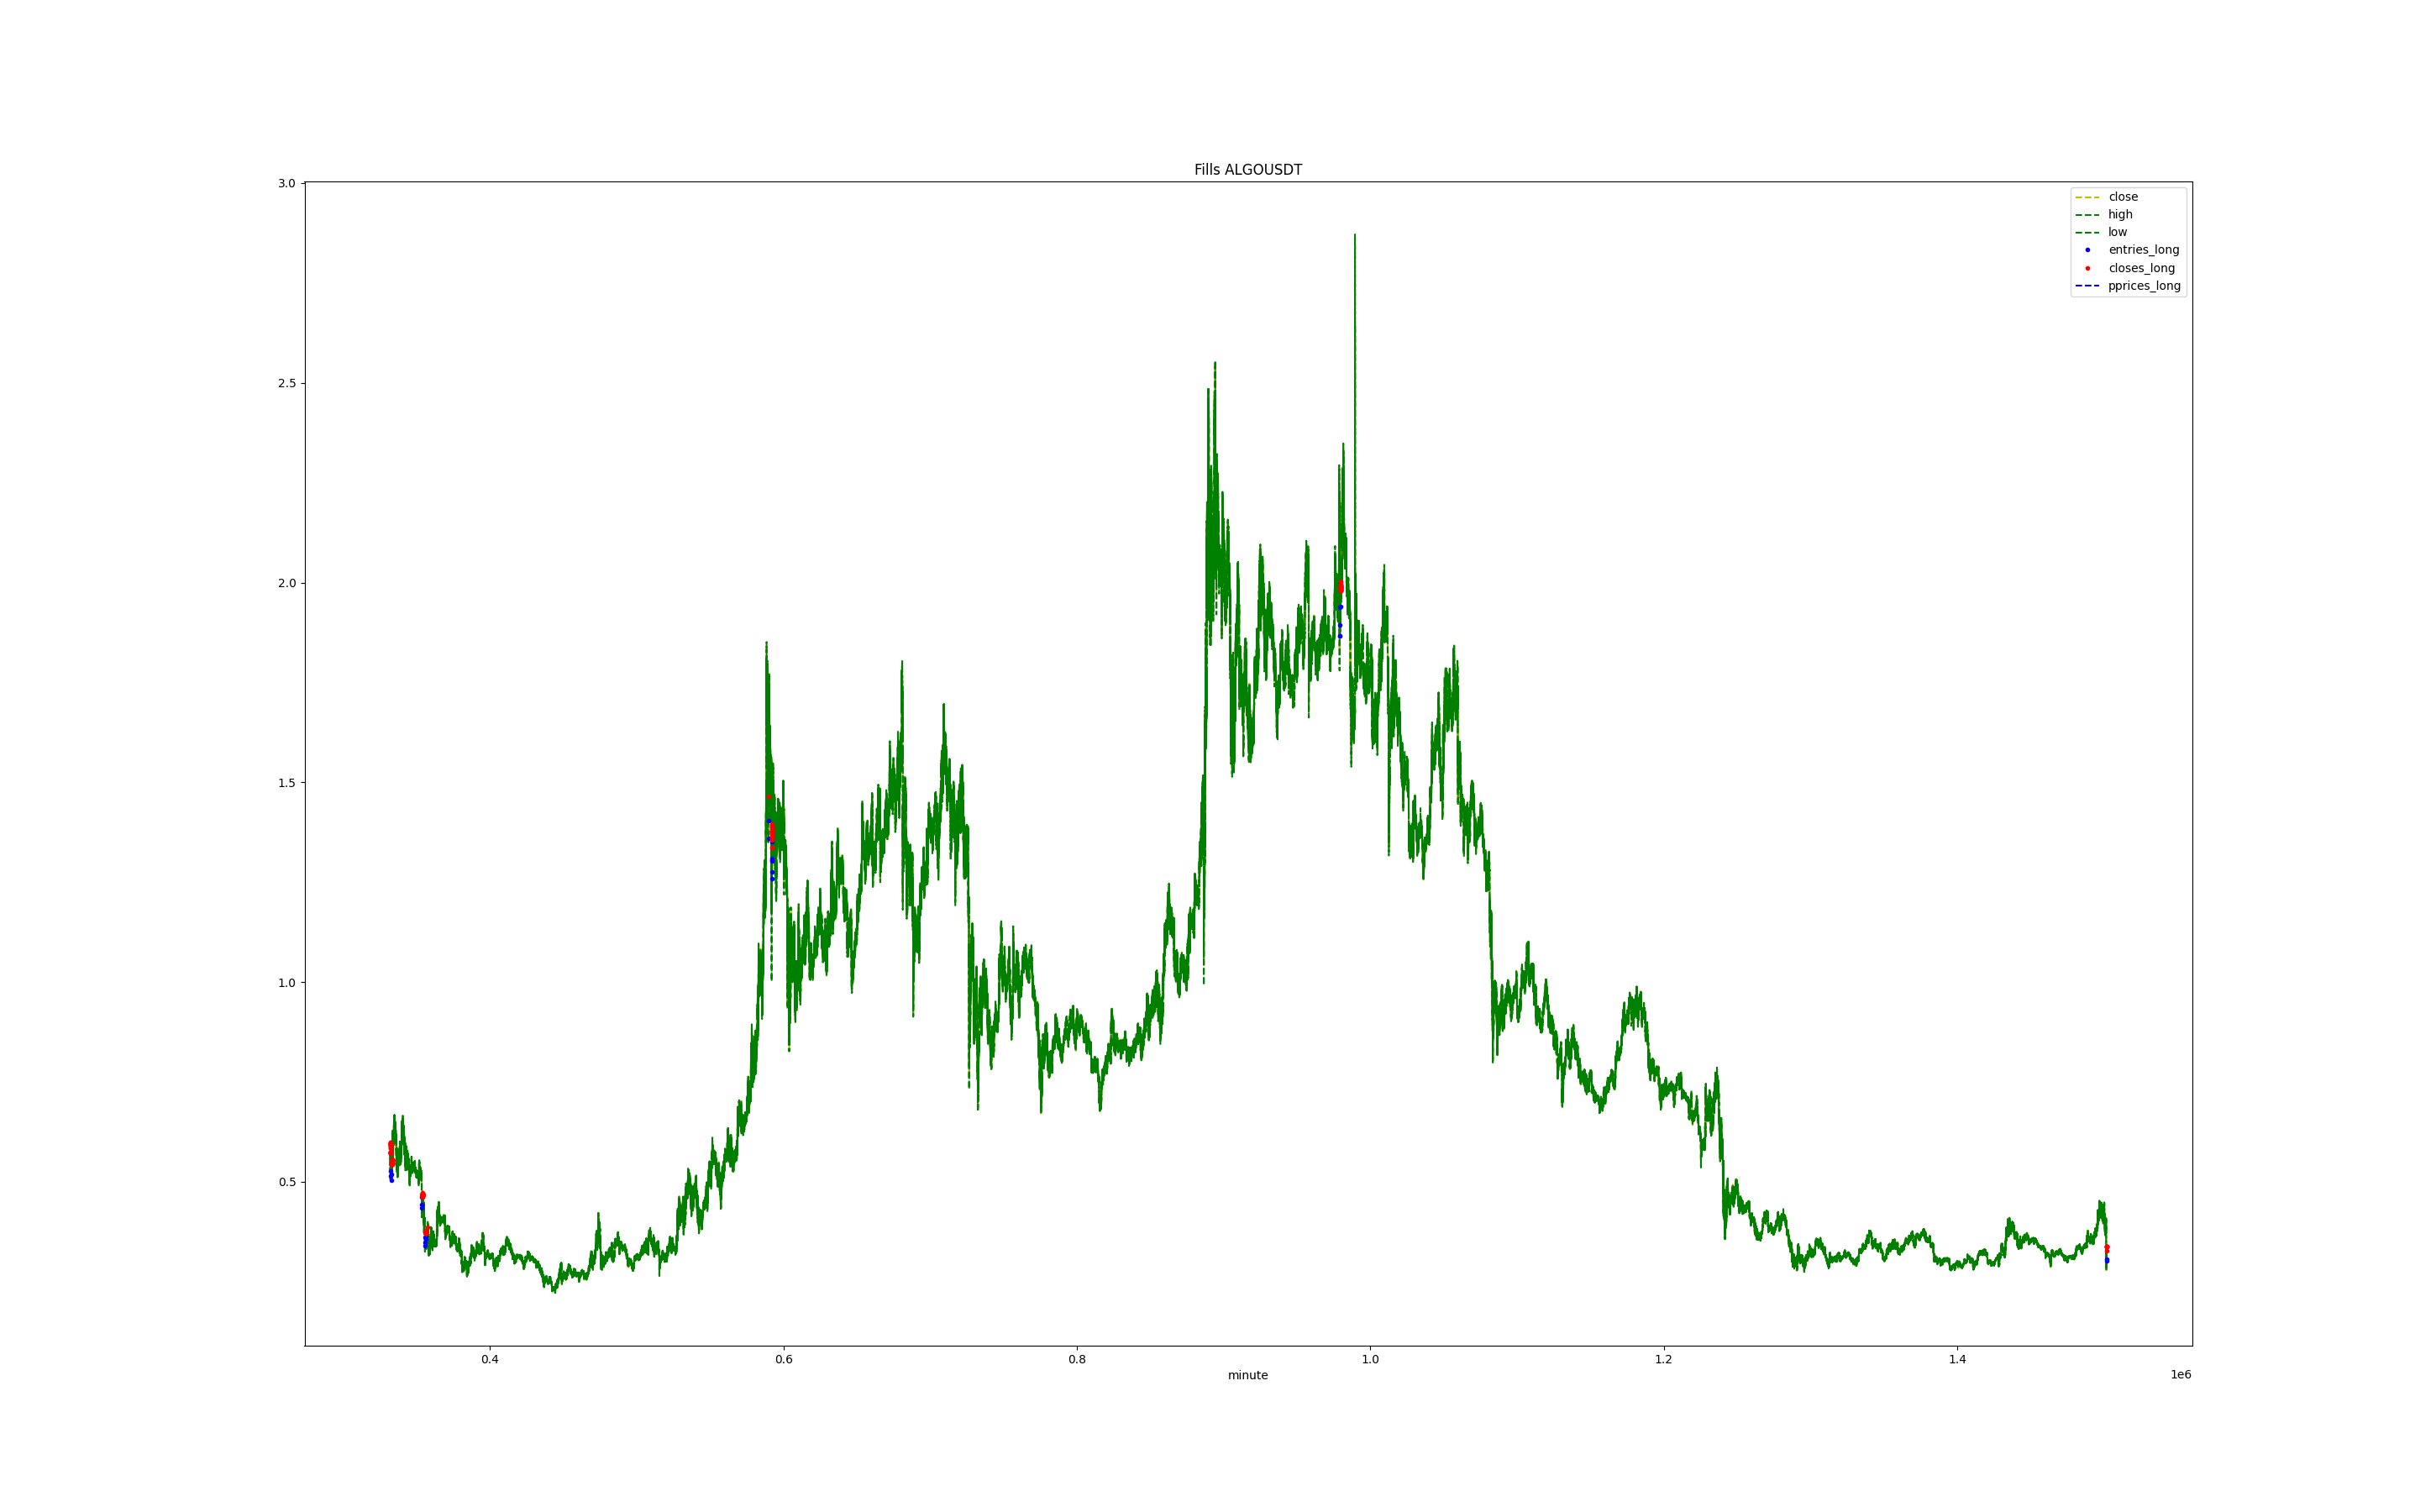 Fills ALGOUSDT
3.0
2.5
2.0
1.5
1.0
0.5
close
high
low
entries_long
closes_long
pprices_long
0.4
0.6
0.8
1.0
1.2
1.4
minute
1e6